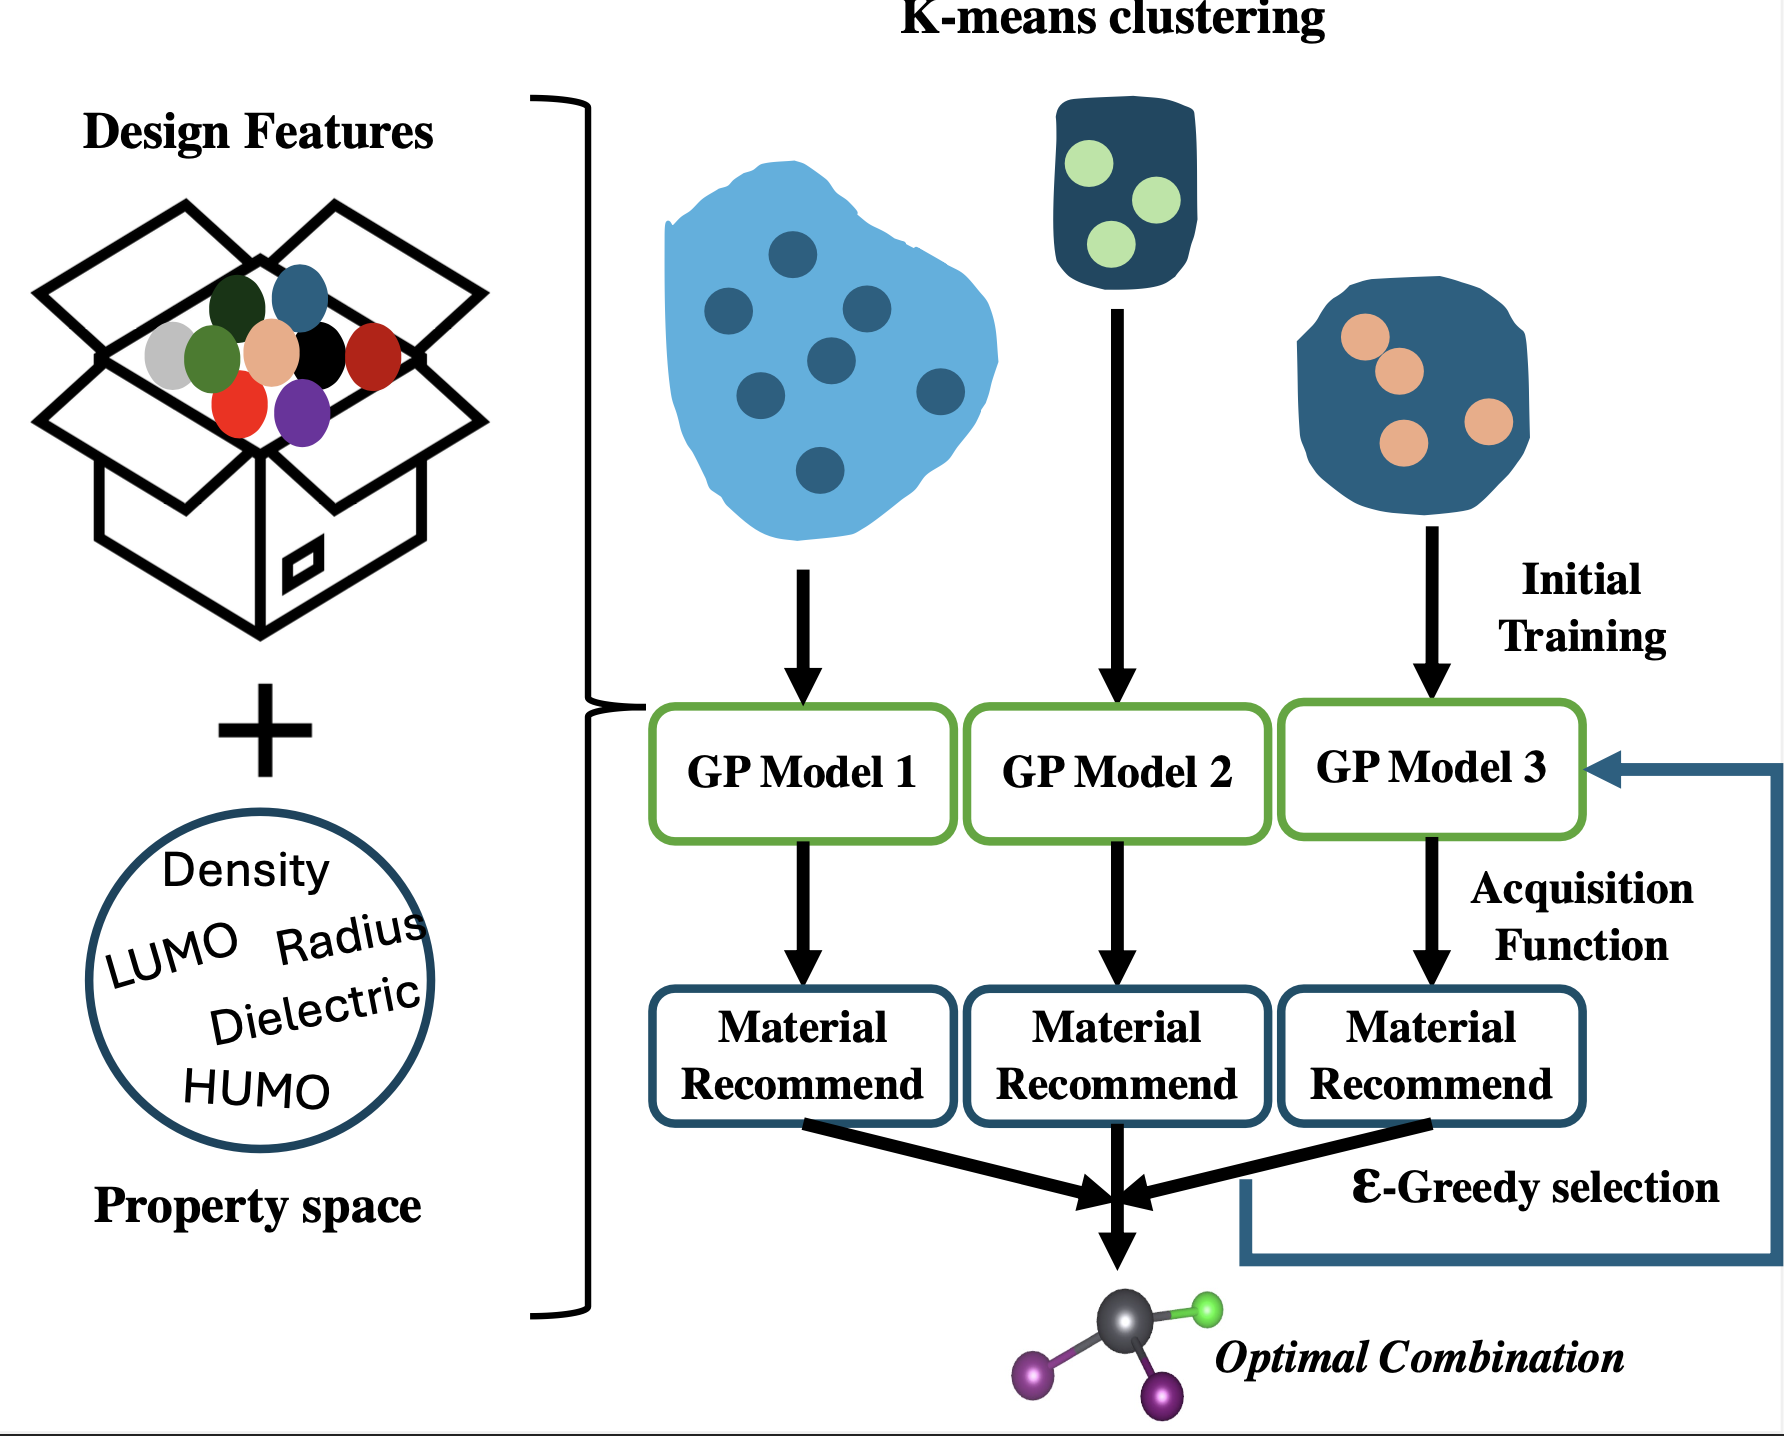 K-means clustering
Design Features
Initial
Training
GP Model 1
GP Model 2
GP Model 3
Density
LUMO
Radius
Dielectric
HUMO
Property space
Acquisition
Function
Material
Recommend
Material
Recommend
Material
Recommend
ε-Greedy selection
Optimal Combination